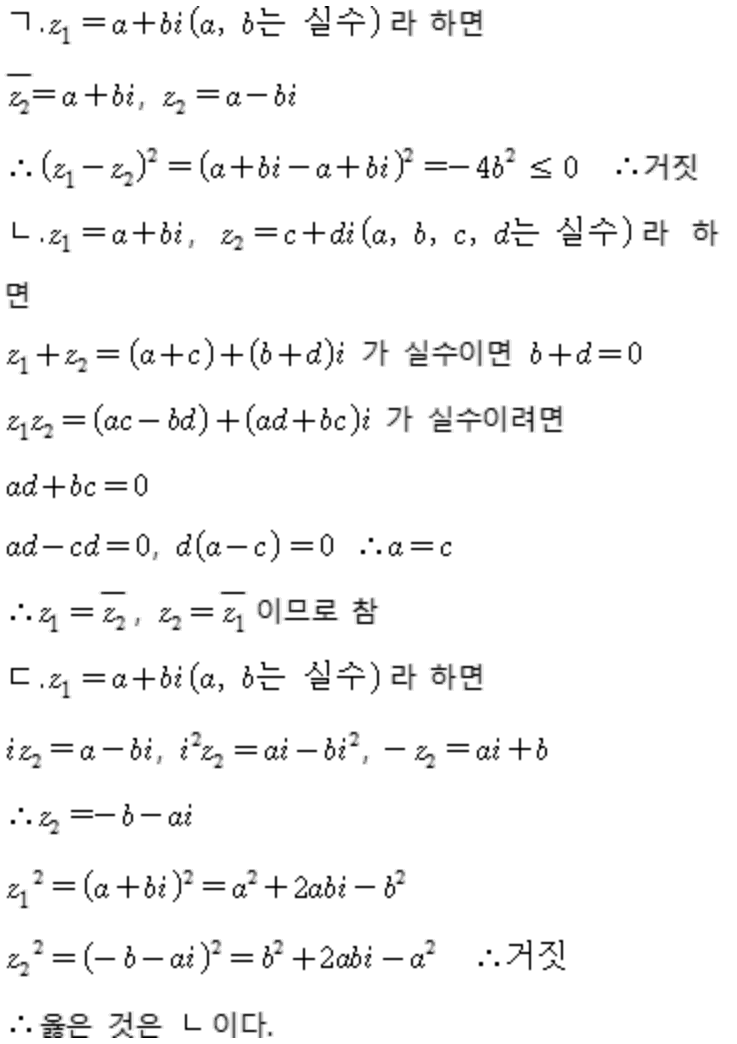 ㄱ.z₁ = a+bi(a, b는 실수)라 하면
z̅₂= a+bi, z₂ = a−bi
∴(z₁−z₂)² = (a+bi−a+bi)² =−4b² ≤ 0 ∴거짓
ㄴ.z₁ = a+bi, z₂ = c+di(a, b, c, d는 실수)라 하
면
z₁+z₂ = (a+c)+(b+d)i 가 실수이면 b+d=0
z₁z₂ = (ac−bd)+(ad+bc)i 가 실수이려면
ad+bc=0
ad−cd=0, d(a−c)=0 ∴a=c
∴z₁ = z̅₂, z₂ = z̅₁ 이므로 참
ㄷ.z₁ = a+bi(a, b는 실수)라 하면
iz₂ = a−bi, i²z₂ = ai−bi², −z₂ = ai+b
∴z₂ =−b−ai
z₁² = (a+bi)² = a²+2abi−b²
z₂² = (−b−ai)² = b²+2abi−a² ∴거짓
∴옳은 것은 ㄴ이다.